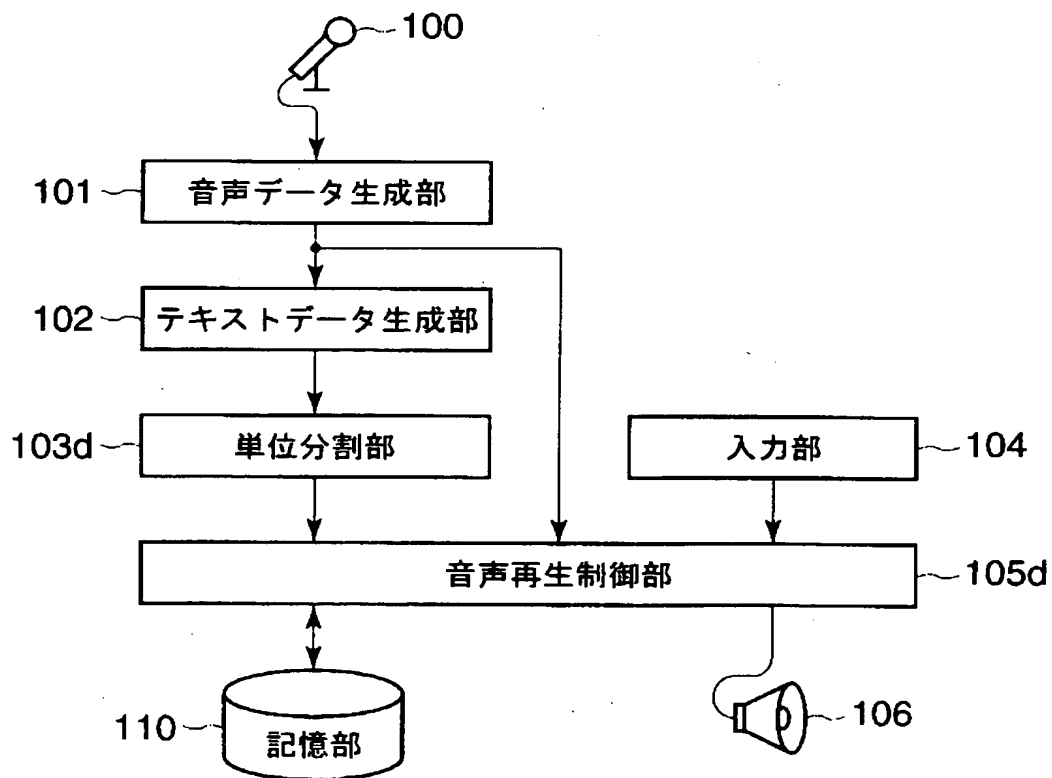 100
101
音声データ生成部
102
テキストデータ生成部
103d
単位分割部
入力部
104
音声再生制御部
105d
110
記憶部
106